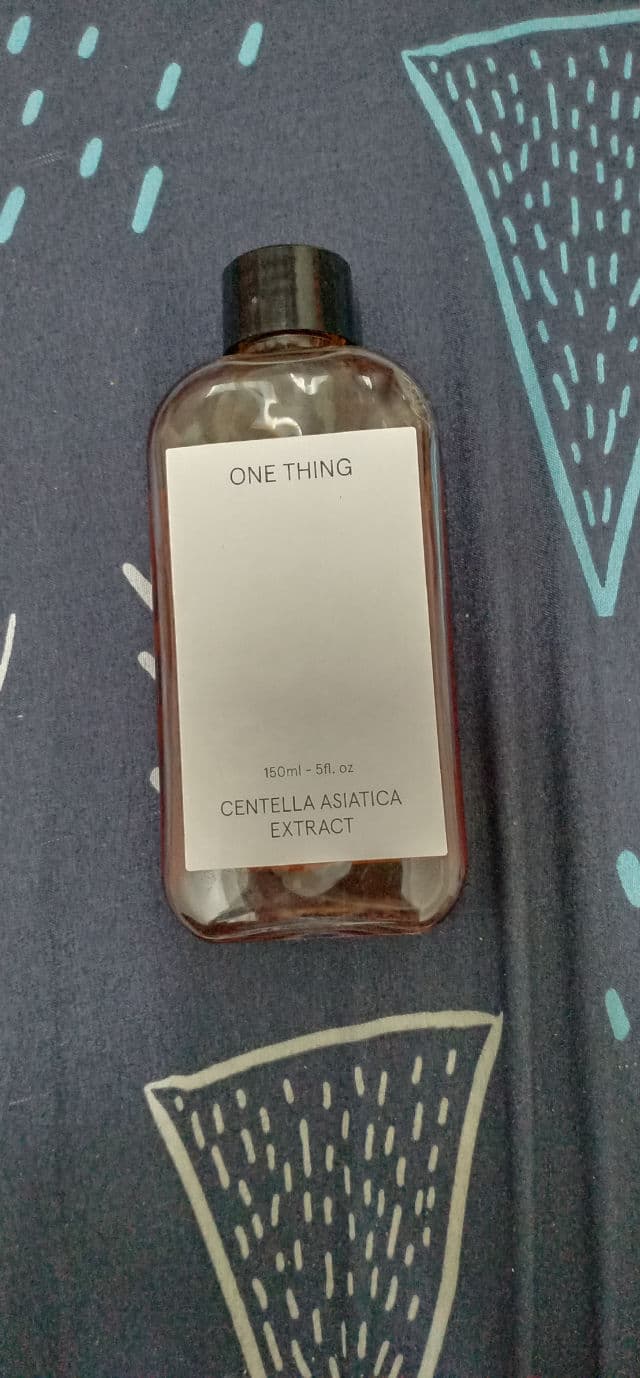 ONE THING
150ml - 5fl. oz
CENTELLA ASIATICA
EXTRACT